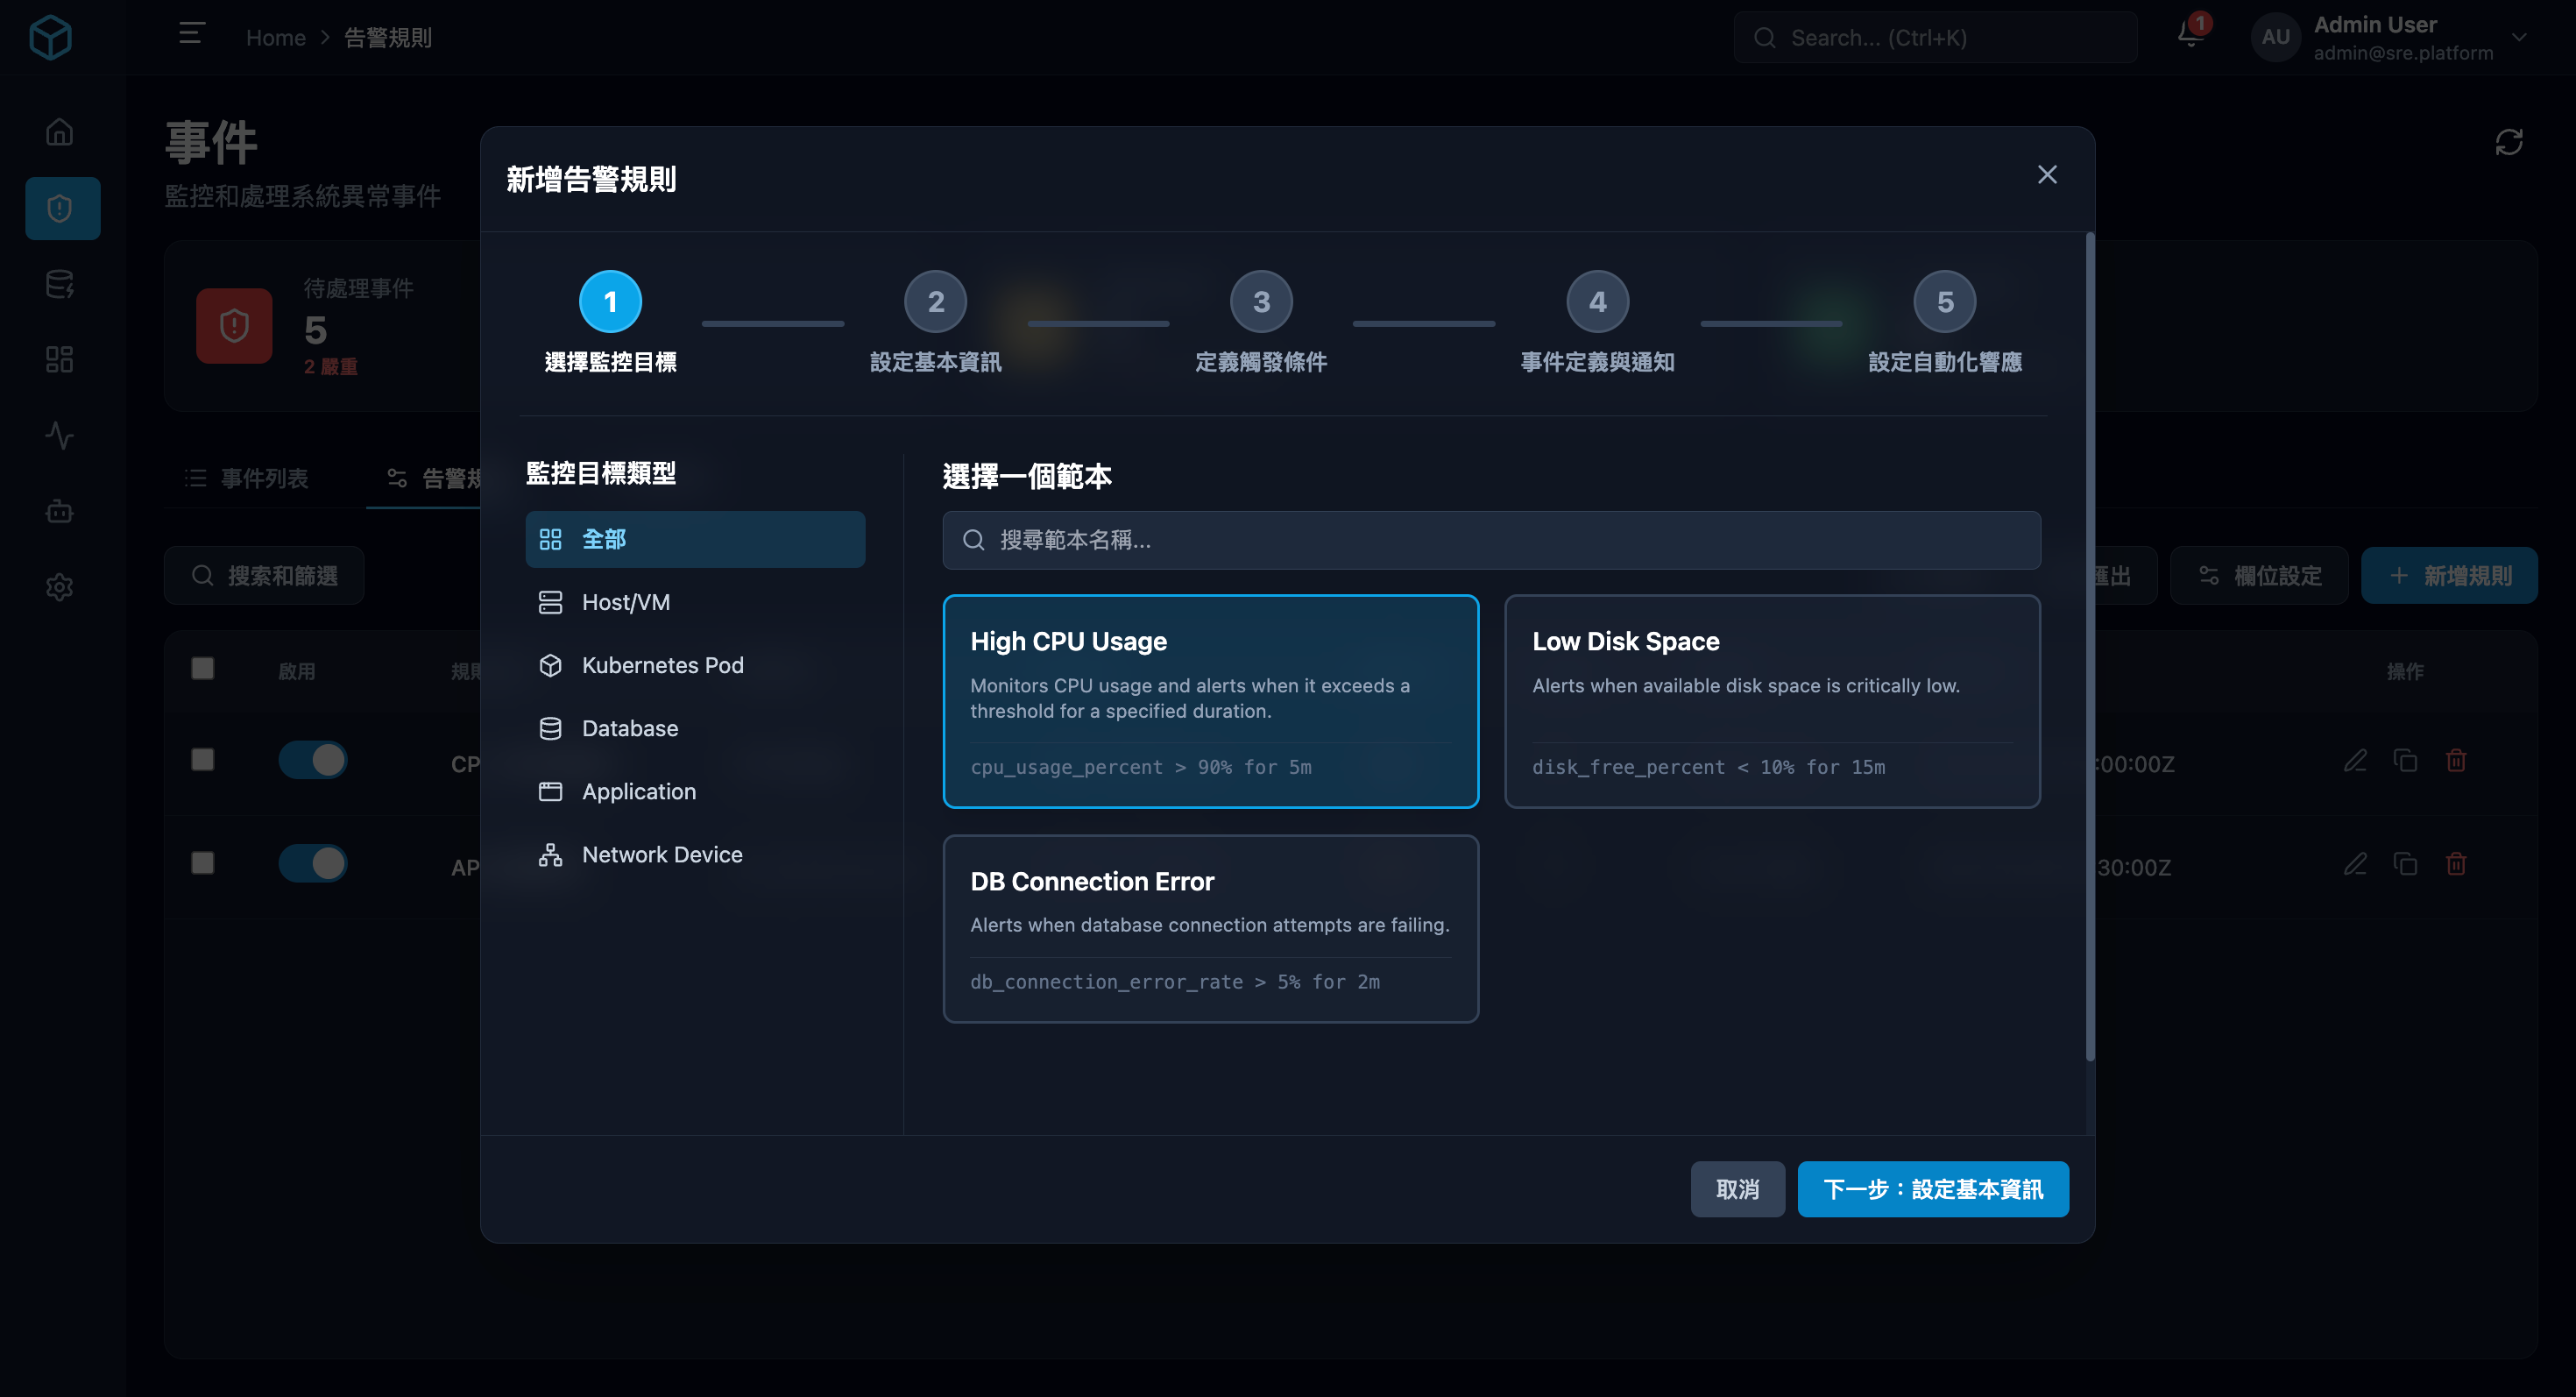 Home > 告警規則
Search... (Ctrl+K)
1
AU
Admin User
admin@sre.platform
事件
監控和處理系統異常事件
待處理事件
5
2 嚴重
事件列表
告警規
搜索和篩選
匯出
欄位設定
新增規則
啟用
規則
操作
CP
:00:00Z
AP
30:00Z
新增告警規則
1
選擇監控目標
2
設定基本資訊
3
定義觸發條件
4
事件定義與通知
5
設定自動化響應
監控目標類型
全部
Host/VM
Kubernetes Pod
Database
Application
Network Device
選擇一個範本
搜尋範本名稱...
High CPU Usage
Monitors CPU usage and alerts when it exceeds a
threshold for a specified duration.
cpu_usage_percent > 90% for 5m
Low Disk Space
Alerts when available disk space is critically low.
disk_free_percent < 10% for 15m
DB Connection Error
Alerts when database connection attempts are failing.
db_connection_error_rate > 5% for 2m
取消
下一步：設定基本資訊